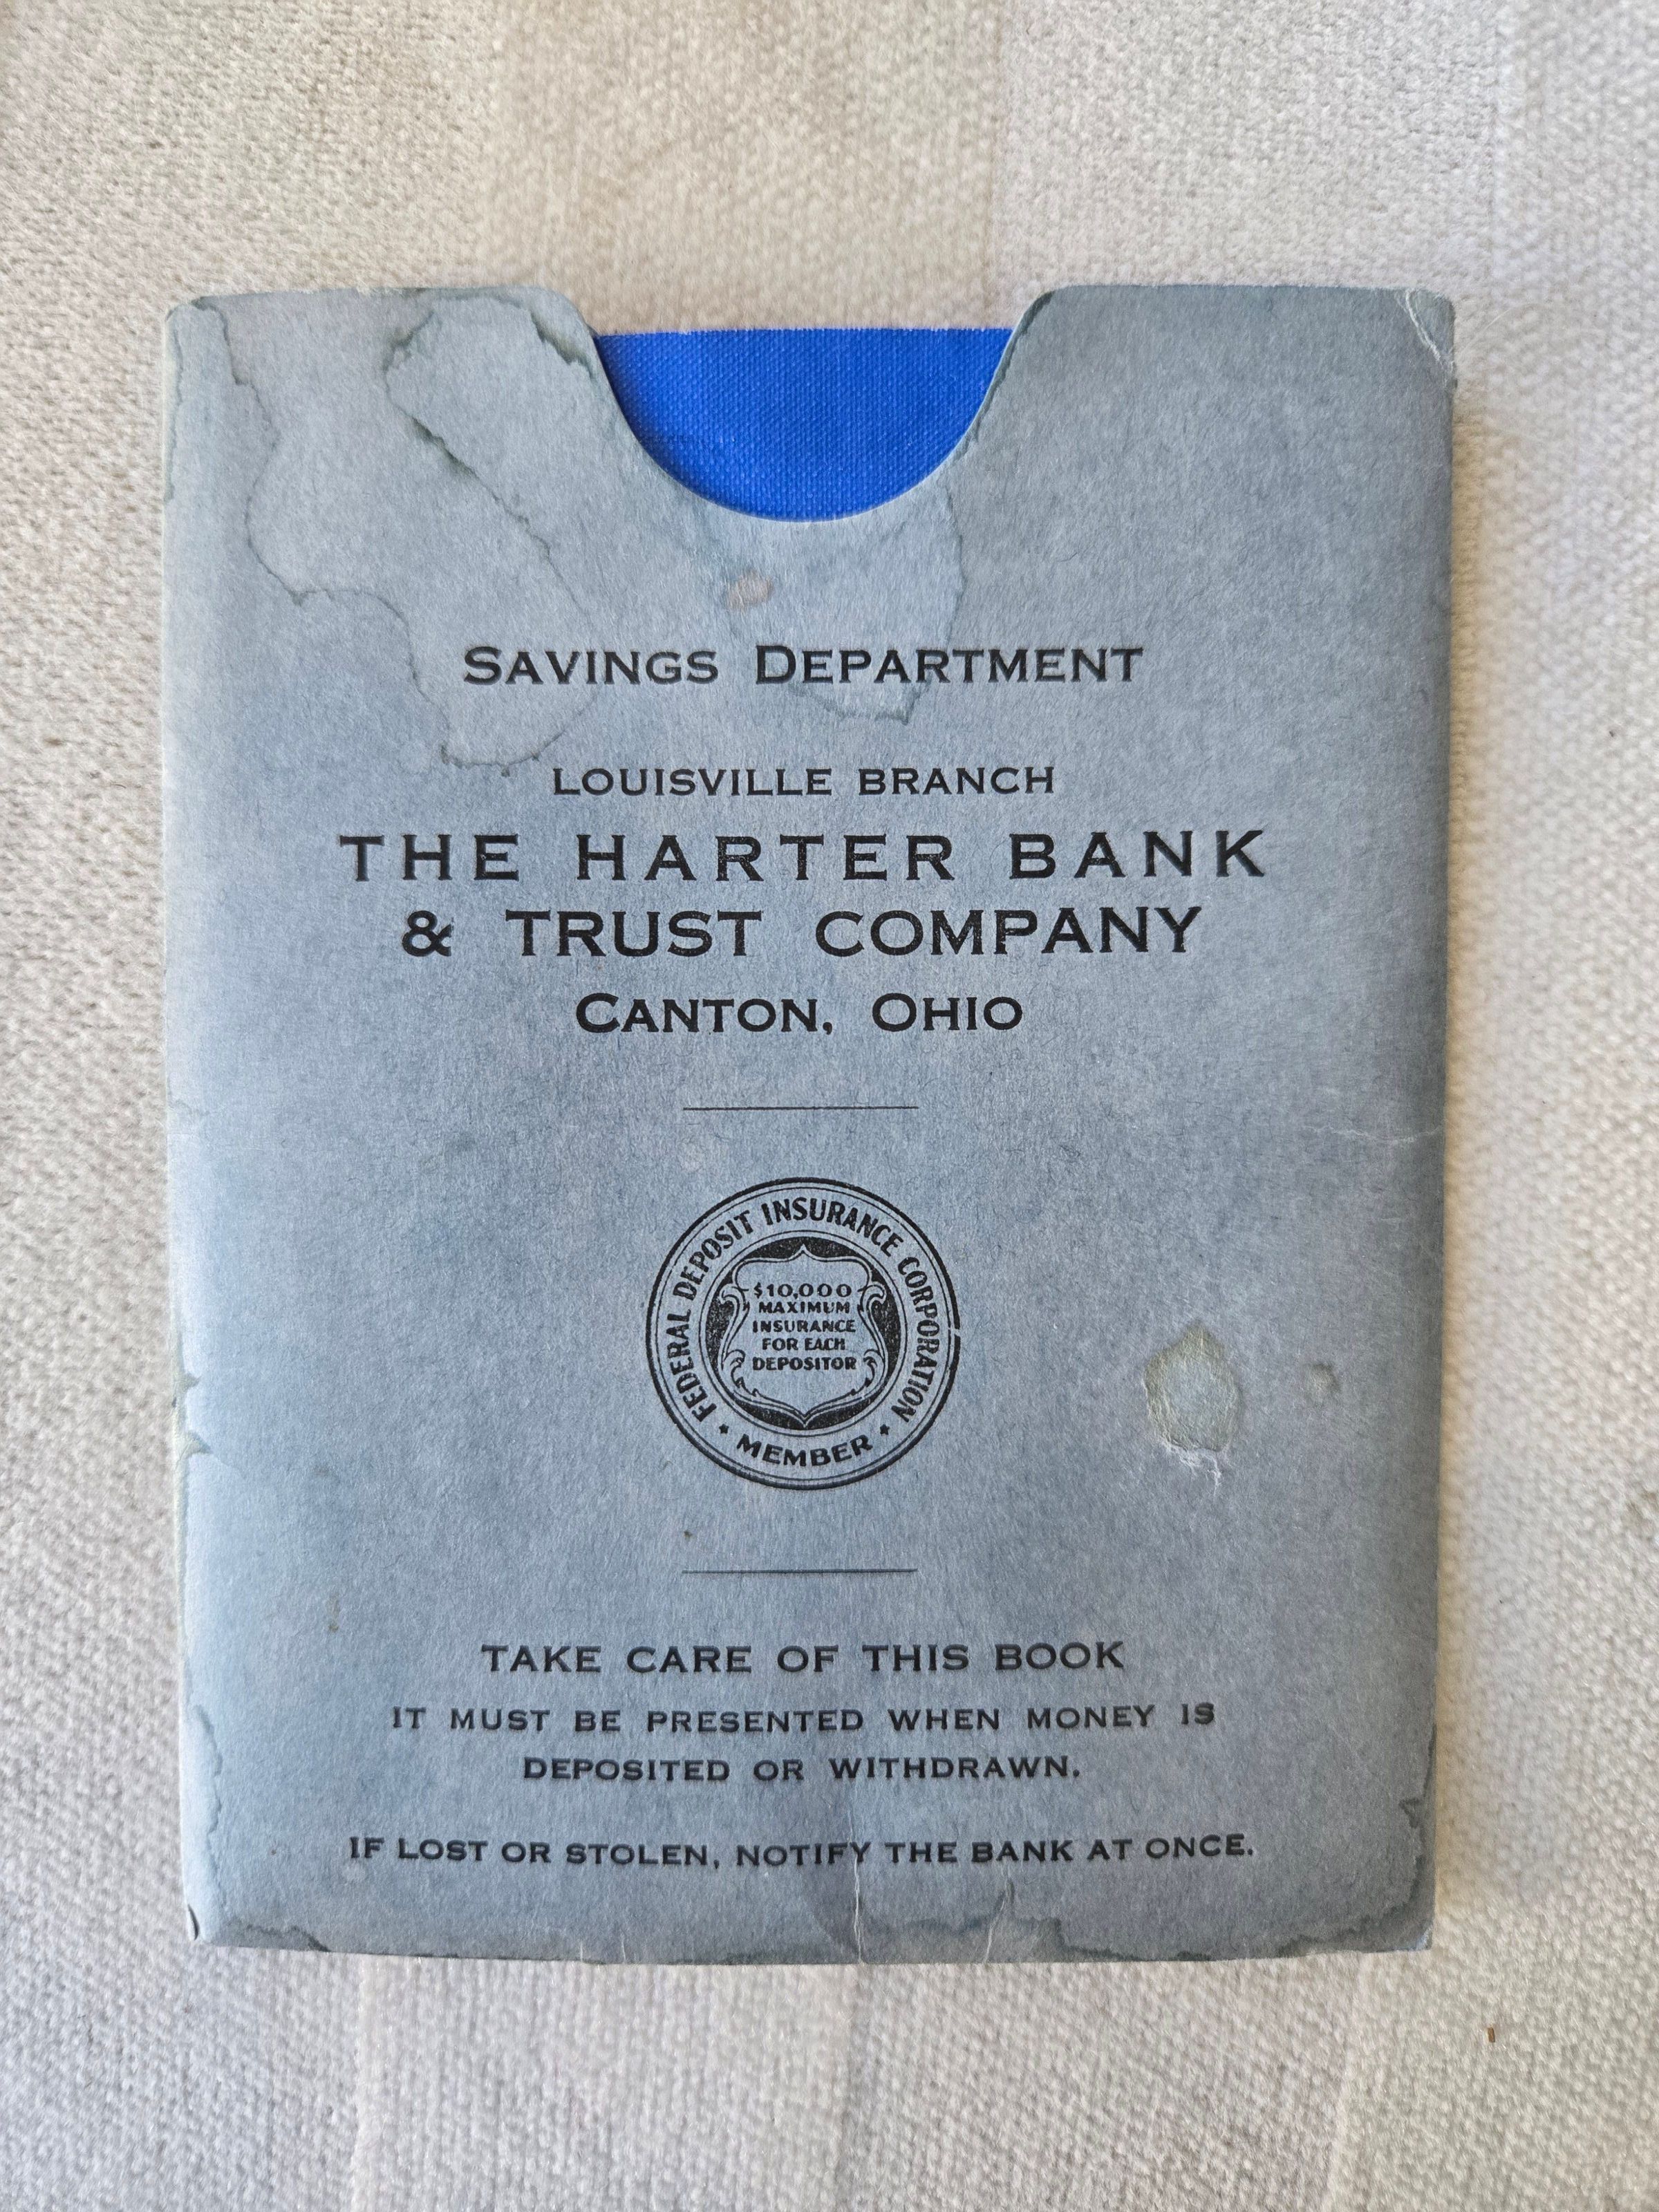 SAVINGS DEPARTMENT
LOUISVILLE BRANCH
THE HARTER BANK
& TRUST COMPANY
CANTON, OHIO
FEDERAL DEPOSIT INSURANCE CORPORATION
$10,000
MAXIMUM
INSURANCE
FOR EACH
DEPOSITOR
MEMBER
TAKE CARE OF THIS BOOK
IT MUST BE PRESENTED WHEN MONEY IS
DEPOSITED OR WITHDRAWN.
IF LOST OR STOLEN, NOTIFY THE BANK AT ONCE.